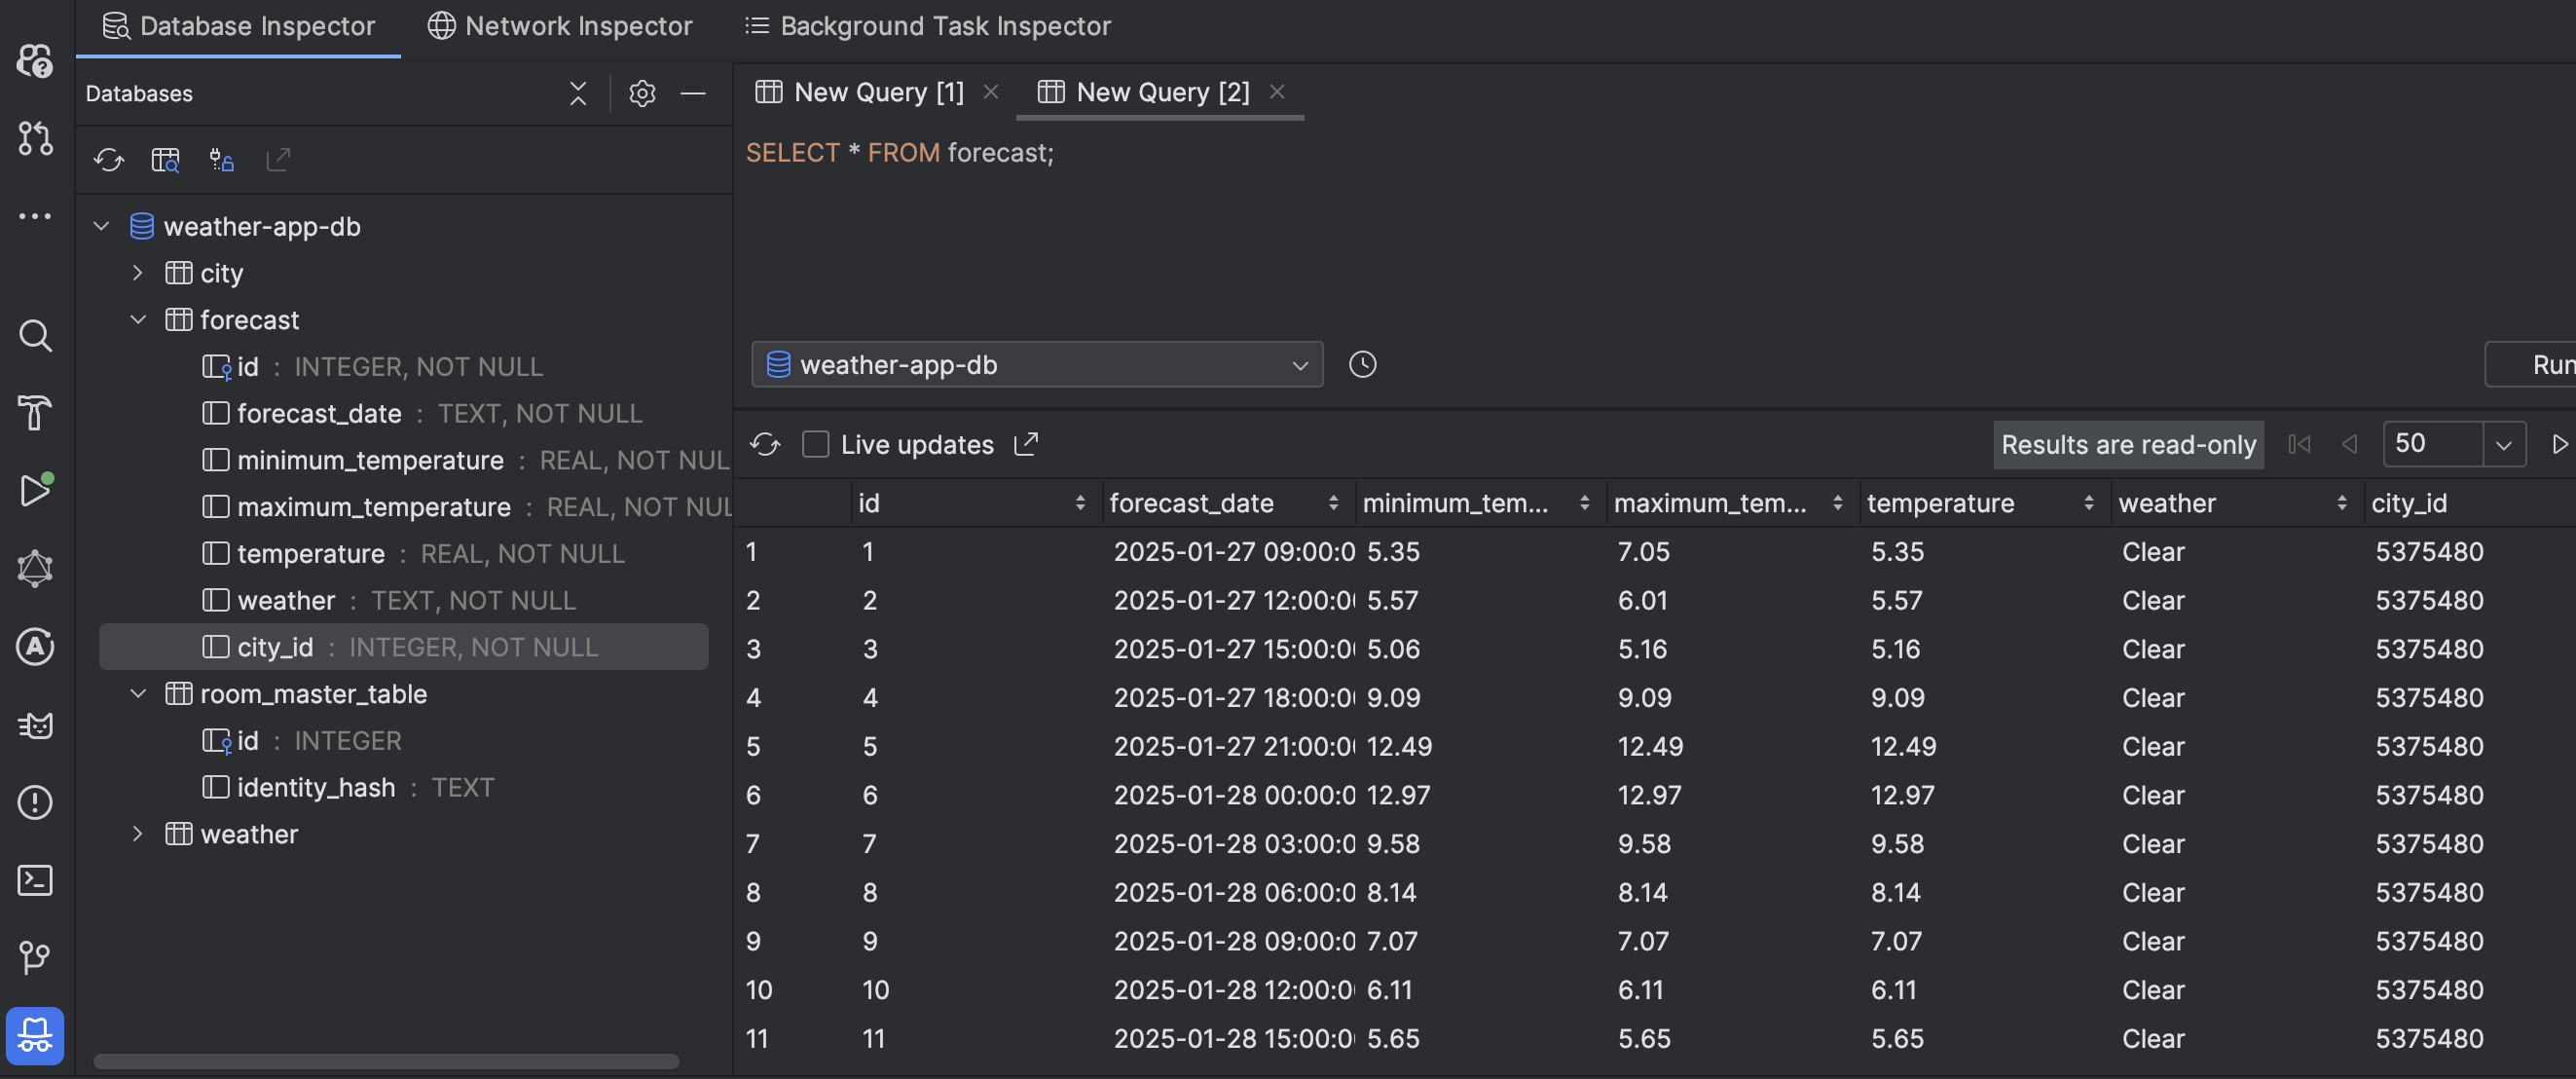 Database Inspector Network Inspector Background Task Inspector
Databases
weather-app-db
city
forecast
id : INTEGER, NOT NULL
forecast_date : TEXT, NOT NULL
minimum_temperature : REAL, NOT NUL
maximum_temperature : REAL, NOT NUL
temperature : REAL, NOT NULL
weather : TEXT, NOT NULL
city_id : INTEGER, NOT NULL
room_master_table
id : INTEGER
identity_hash : TEXT
weather
New Query [1] New Query [2]
SELECT * FROM forecast;
weather-app-db Run
Live updates Results are read-only 50
id forecast_date minimum_tem... maximum_tem... temperature weather city_id
1 1 2025-01-27 09:00:0 5.35 7.05 5.35 Clear 5375480
2 2 2025-01-27 12:00:0 5.57 6.01 5.57 Clear 5375480
3 3 2025-01-27 15:00:0 5.06 5.16 5.16 Clear 5375480
4 4 2025-01-27 18:00:0 9.09 9.09 9.09 Clear 5375480
5 5 2025-01-27 21:00:0 12.49 12.49 12.49 Clear 5375480
6 6 2025-01-28 00:00:0 12.97 12.97 12.97 Clear 5375480
7 7 2025-01-28 03:00:0 9.58 9.58 9.58 Clear 5375480
8 8 2025-01-28 06:00:0 8.14 8.14 8.14 Clear 5375480
9 9 2025-01-28 09:00:0 7.07 7.07 7.07 Clear 5375480
10 10 2025-01-28 12:00:0 6.11 6.11 6.11 Clear 5375480
11 11 2025-01-28 15:00:0 5.65 5.65 5.65 Clear 5375480